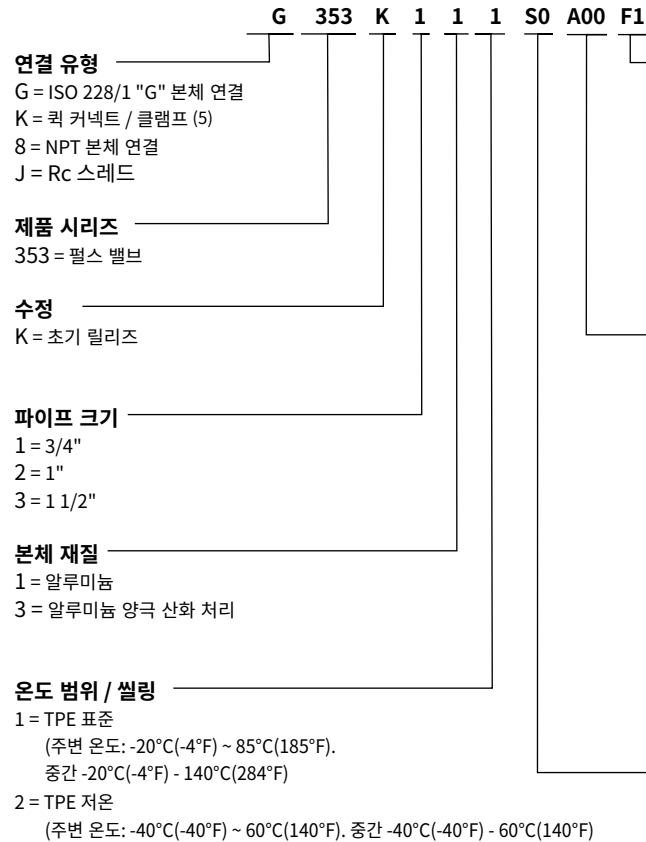 G 353 K 1 1 1 S0 A00 F1
연결 유형
G = ISO 228/1 "G" 본체 연결
K = 퀵 커넥트 / 클램프 (5)
8 = NPT 본체 연결
J = Rc 스레드
제품 시리즈
353 = 펄스 밸브
수정
K = 초기 릴리즈
파이프 크기
1 = 3/4"
2 = 1"
3 = 1 1/2"
본체 재질
1 = 알루미늄
3 = 알루미늄 양극 산화 처리
온도 범위 / 씰링
1 = TPE 표준
(주변 온도: -20°C(-4°F) ~ 85°C(185°F).
중간 -20°C(-4°F) - 140°C(284°F)
2 = TPE 저온
(주변 온도: -40°C(-40°F) ~ 60°C(140°F). 중간 -40°C(-40°F) - 60°C(140°F)